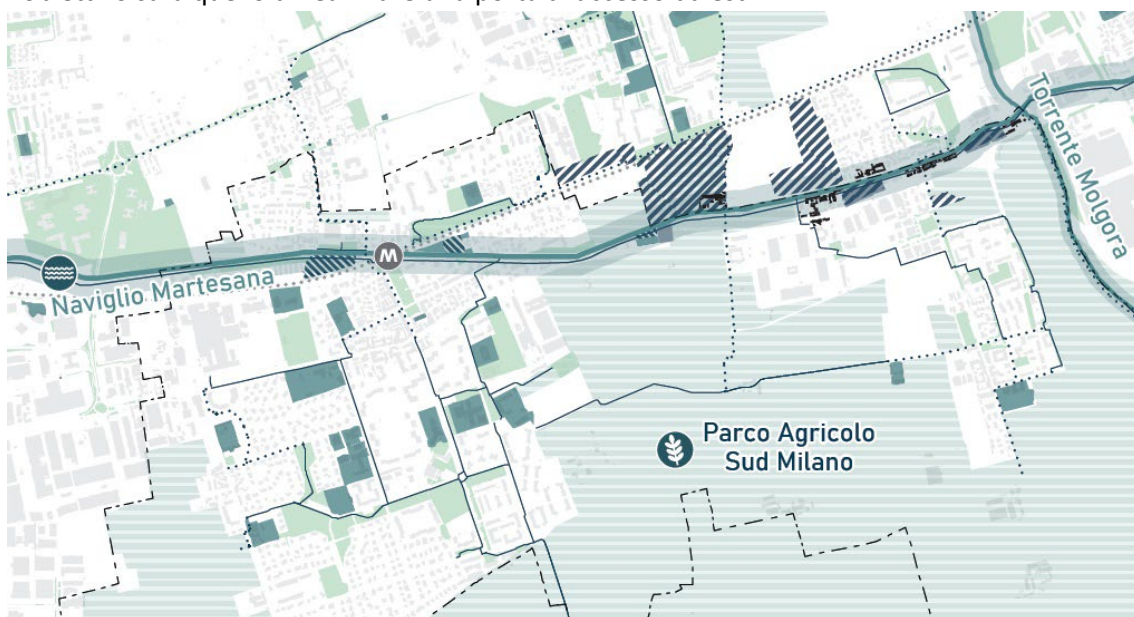 M
Naviglio Martesana
Torrente Molgora
Parco Agricolo
Sud Milano